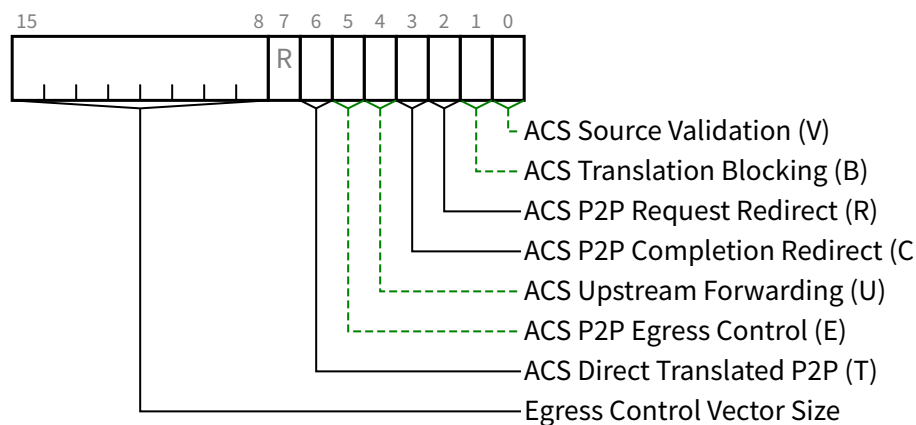 15 8 7 6 5 4 3 2 1 0
R
ACS Source Validation (V)
ACS Translation Blocking (B)
ACS P2P Request Redirect (R)
ACS P2P Completion Redirect (C
ACS Upstream Forwarding (U)
ACS P2P Egress Control (E)
ACS Direct Translated P2P (T)
Egress Control Vector Size